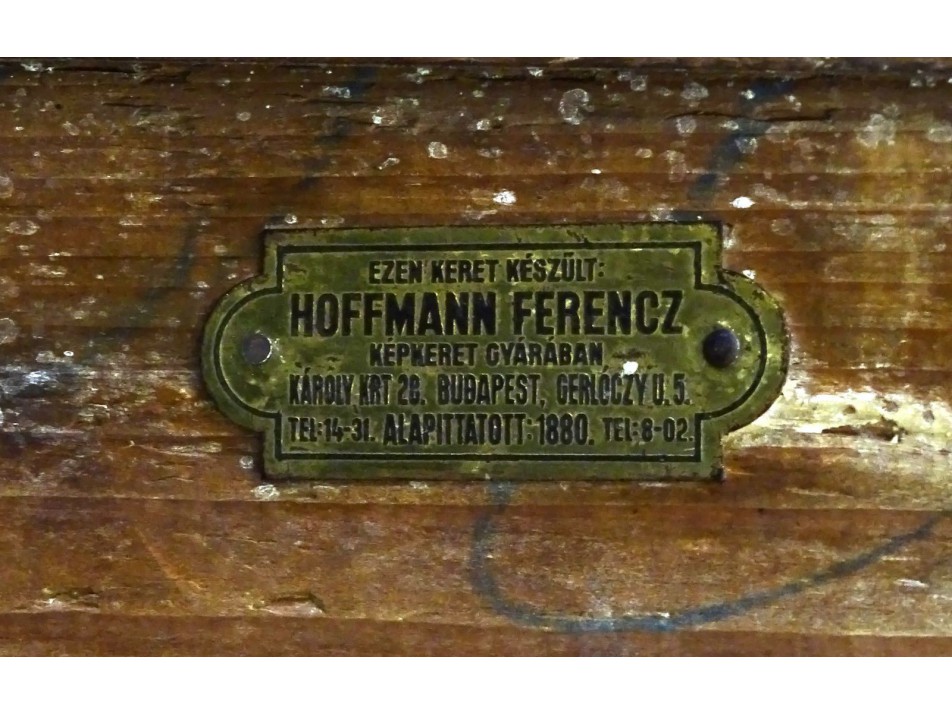 EZEN KERET KÉSZÜLT:
HOFFMANN FERENCZ
KÉPKERET GYÁRÁBAN
KÁROLY KRT 26. BUDAPEST, GERLÓCZY U. 5.
TEL: 14-31. ALAPITTATOTT: 1880. TEL: 8-02.